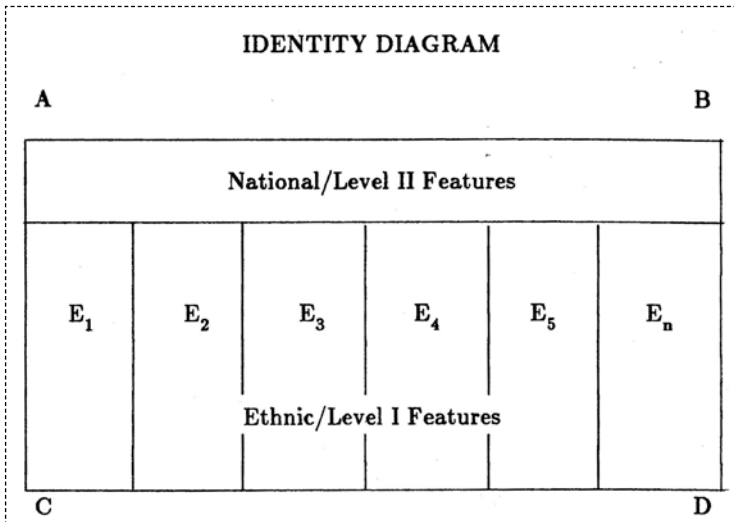 IDENTITY DIAGRAM
A B
National/Level II Features
E₁ E₂ E₃ E₄ E₅ Eₙ
Ethnic/Level I Features
C D